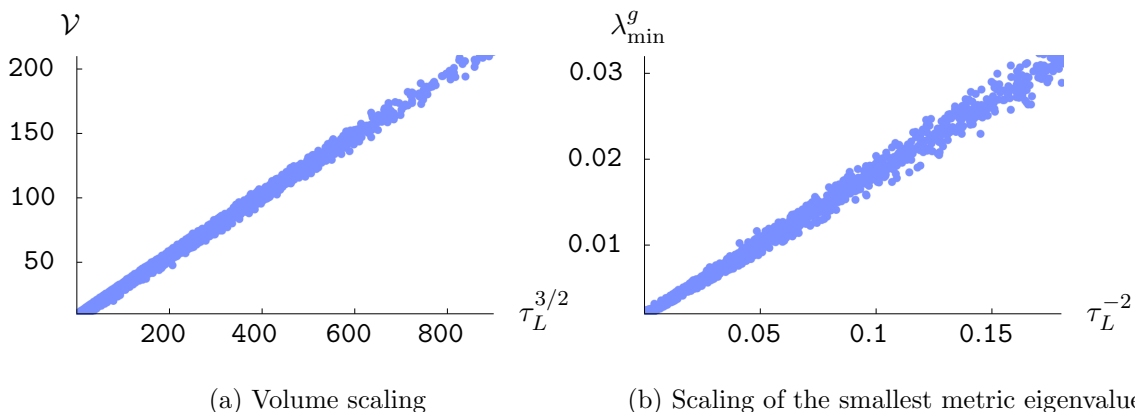 𝒱
200
150
100
50
200 400 600 800
τ_L^{3/2}
(a) Volume scaling
λ_min^g
0.03
0.02
0.01
0.05 0.1 0.15
τ_L^{-2}
(b) Scaling of the smallest metric eigenvalue